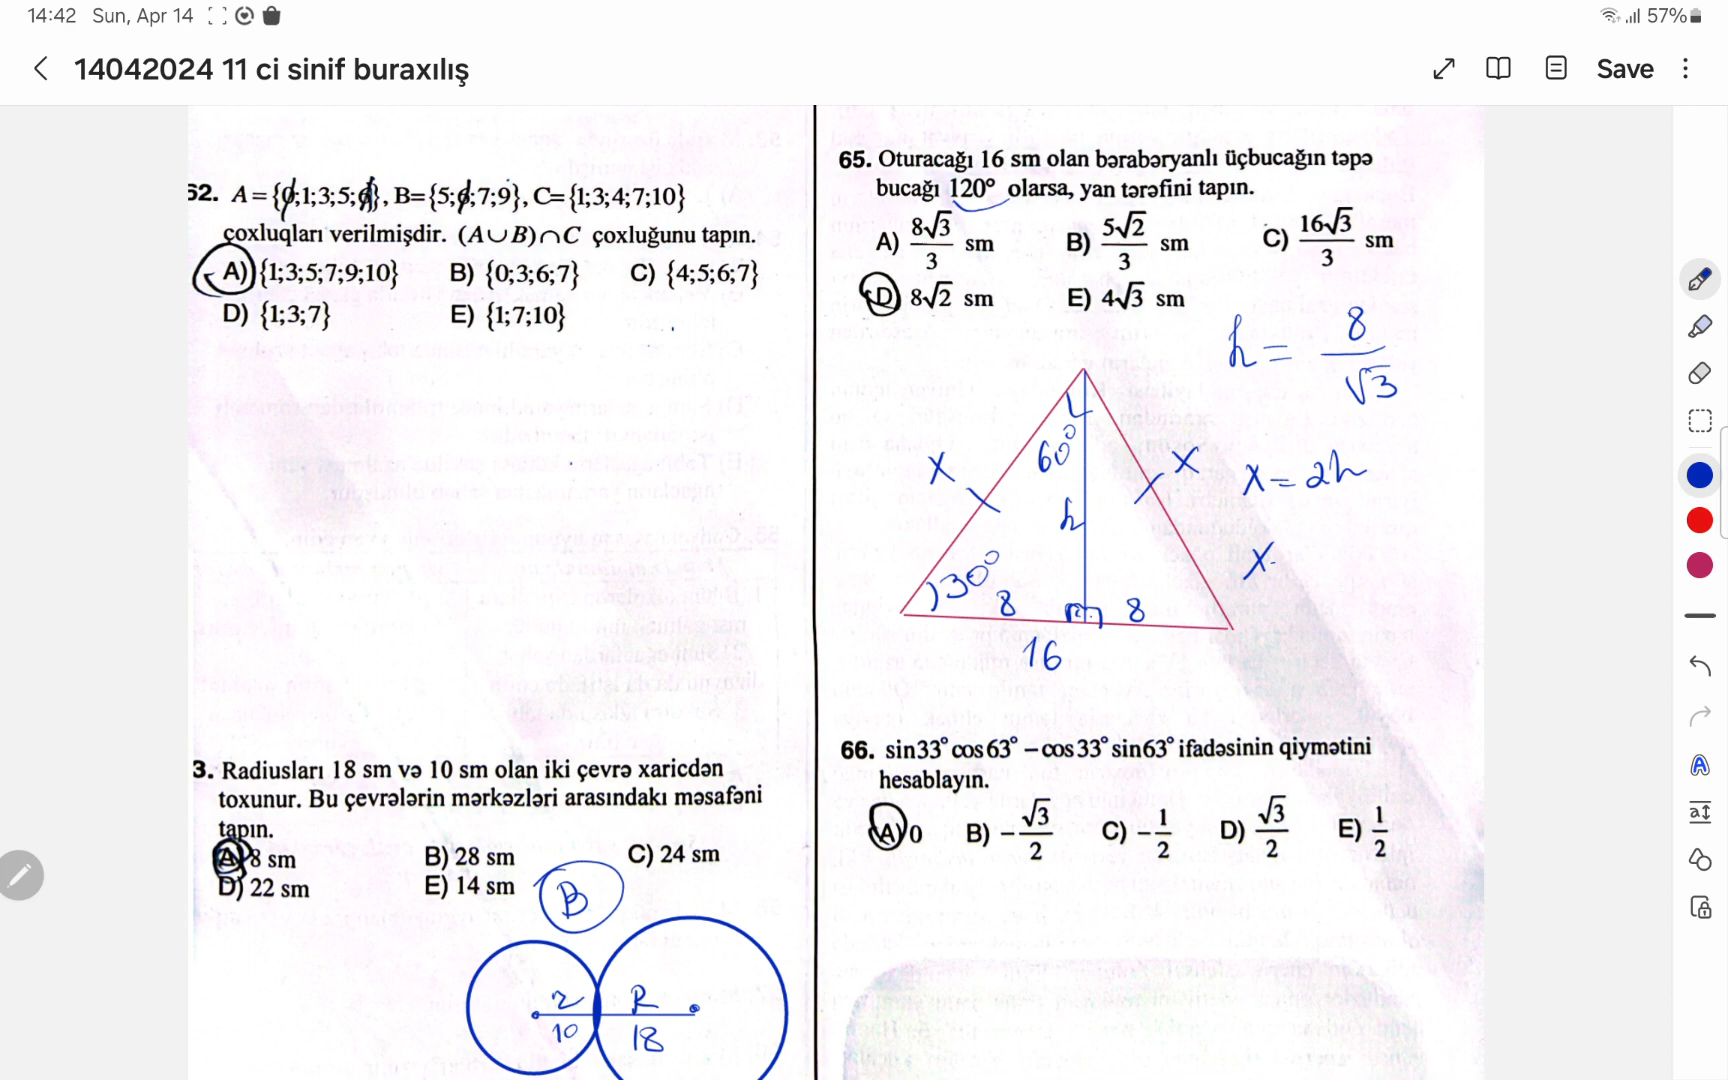 14:42 Sun, Apr 14
57%
14042024 11 ci sinif buraxılış
Save
62. A={0;1;3;5;6}, B={5;6;7;9}, C={1;3;4;7;10}
çoxluqları verilmişdir. (A∪B)∩C çoxluğunu tapın.
A) {1;3;5;7;9;10} B) {0;3;6;7} C) {4;5;6;7}
D) {1;3;7} E) {1;7;10}
3. Radiusları 18 sm və 10 sm olan iki çevrə xaricdən
toxunur. Bu çevrələrin mərkəzləri arasındakı məsafəni
tapın.
A) 8 sm B) 28 sm C) 24 sm
D) 22 sm E) 14 sm
B
r R
10 18
65. Oturacağı 16 sm olan bərabəryanlı üçbucağın təpə
bucağı 120° olarsa, yan tərəfini tapın.
A) 8√3/3 sm B) 5√2/3 sm C) 16√3/3 sm
D) 8√2 sm E) 4√3 sm
h = 8/√3
60°
x x x = 2h
h
x
30°
8 8
16
66. sin33° cos63° – cos33° sin63° ifadəsinin qiymətini
hesablayın.
A) 0 B) –√3/2 C) –1/2 D) √3/2 E) 1/2